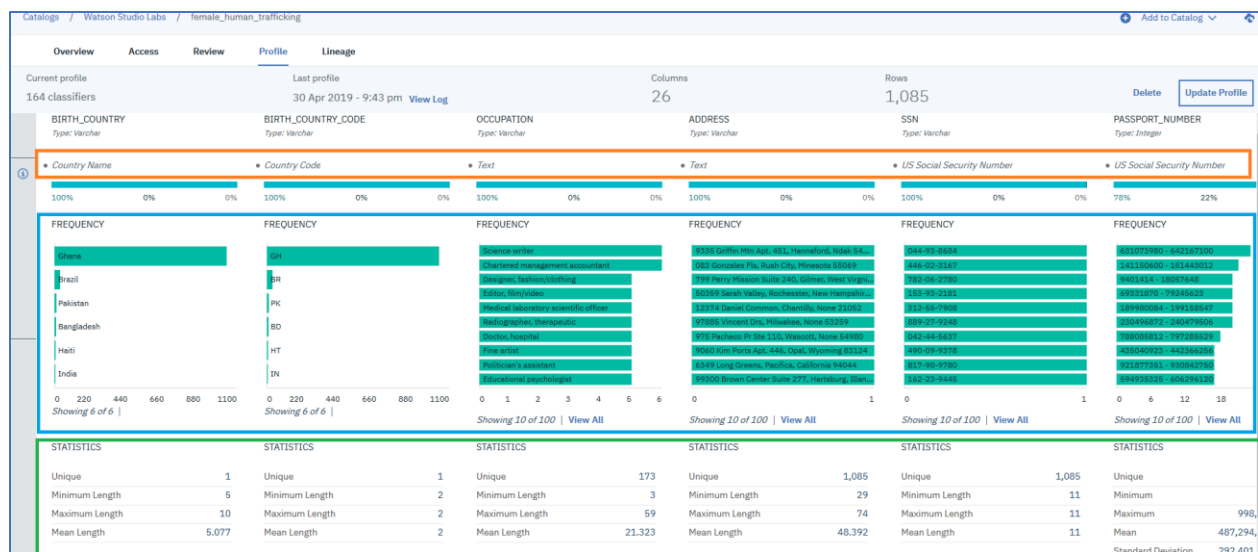 Catalogs / Watson Studio Labs / female_human_trafficking Add to Catalog
Overview Access Review Profile Lineage
Current profile Last profile Columns Rows
164 classifiers 30 Apr 2019 - 9:43 pm View Log 26 1,085 Delete Update Profile
BIRTH_COUNTRY BIRTH_COUNTRY_CODE OCCUPATION ADDRESS SSN PASSPORT_NUMBER
Type: Varchar Type: Varchar Type: Varchar Type: Varchar Type: Varchar Type: Integer
• Country Name • Country Code • Text • Text • US Social Security Number • US Social Security Number
100% 0% 0% 100% 0% 0% 100% 0% 0% 100% 0% 0% 100% 0% 0% 78% 22%
FREQUENCY FREQUENCY FREQUENCY FREQUENCY FREQUENCY FREQUENCY
Ghana
Brazil
Pakistan
Bangladesh
Haiti
India
0 220 440 660 880 1100
Showing 6 of 6 |
GH
BR
PK
BD
HT
IN
0 220 440 660 880 1100
Showing 6 of 6 |
Science writer
Chartered management accountant
Designer, fashion/clothing
Editor, film/video
Medical laboratory scientific officer
Radiographer, therapeutic
Doctor, hospital
Fine artist
Politician's assistant
Educational psychologist
0 1 2 3 4 5 6
Showing 10 of 100 | View All
9335 Griffin Mtn Apt. 451, Hannaford, Ndak 54...
083 Gonzales Fls, Rush City, Minesota 55069
799 Perry Mission Suite 240, Gilmer, West Virgni...
50359 Sarah Valley, Rochesster, New Hampshir...
12374 Daniel Common, Chantilly, None 21052
97885 Vincent Drs, Milwakee, None 53259
975 Pacheco Pr Ste 110, Wascott, None 54980
9060 Kim Ports Apt. 446, Opal, Wyoming 83124
6349 Long Greens, Pacifica, California 94044
99300 Brown Center Suite 277, Hartsburg, Illan...
0 1
Showing 10 of 100 | View All
044-93-8684
446-02-3167
782-06-2780
153-93-2181
312-55-7908
889-27-9248
042-44-5637
490-09-9378
817-90-9780
162-23-9445
0 1
Showing 10 of 100 | View All
631073980 - 642167100
141150600 - 151443012
9401414 - 18057648
69331870 - 79245623
189980084 - 199158547
230496872 - 240479506
788085812 - 797285529
435040923 - 442366256
921877351 - 930842750
594935325 - 606296120
0 6 12 18
Showing 10 of 100 | View All
STATISTICS STATISTICS STATISTICS STATISTICS STATISTICS STATISTICS
Unique 1 Unique 1 Unique 173 Unique 1,085 Unique 1,085 Unique
Minimum Length 5 Minimum Length 2 Minimum Length 3 Minimum Length 29 Minimum Length 11 Minimum
Maximum Length 10 Maximum Length 2 Maximum Length 59 Maximum Length 74 Maximum Length 11 Maximum 998,
Mean Length 5.077 Mean Length 2 Mean Length 21.323 Mean Length 48.392 Mean Length 11 Mean 487,294,
Standard Deviation 292,401